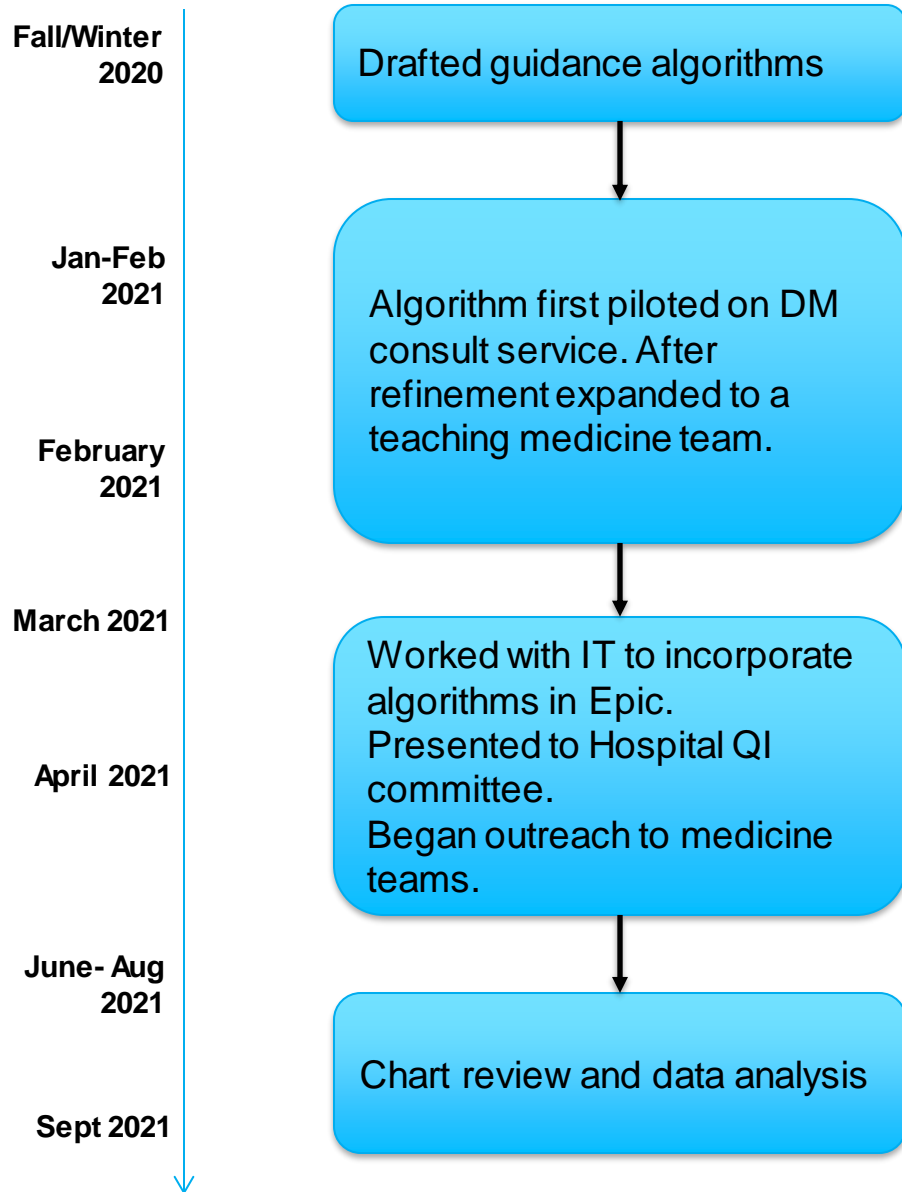 Fall/Winter
2020
Drafted guidance algorithms
Jan-Feb
2021
Algorithm first piloted on DM
consult service. After
refinement expanded to a
teaching medicine team.
February
2021
March 2021
Worked with IT to incorporate
algorithms in Epic.
Presented to Hospital QI
committee.
Began outreach to medicine
teams.
April 2021
June- Aug
2021
Chart review and data analysis
Sept 2021